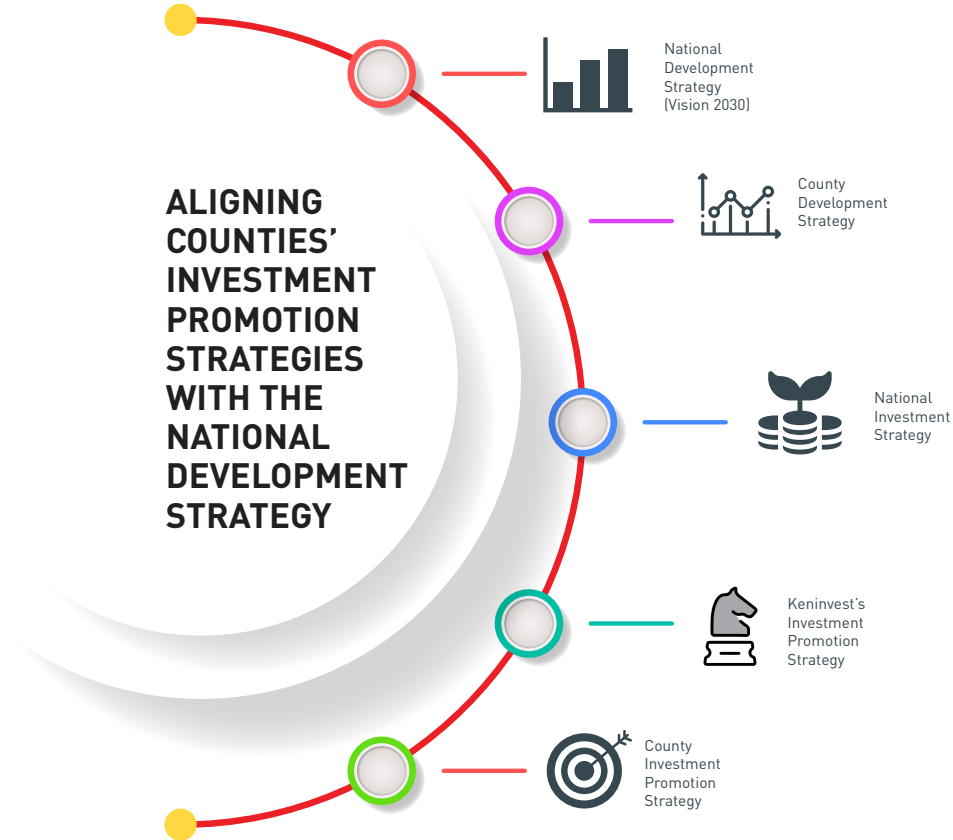 ALIGNING
COUNTIES’
INVESTMENT
PROMOTION
STRATEGIES
WITH THE
NATIONAL
DEVELOPMENT
STRATEGY
National
Development
Strategy
(Vision 2030)
County
Development
Strategy
National
Investment
Strategy
Keninvest’s
Investment
Promotion
Strategy
County
Investment
Promotion
Strategy